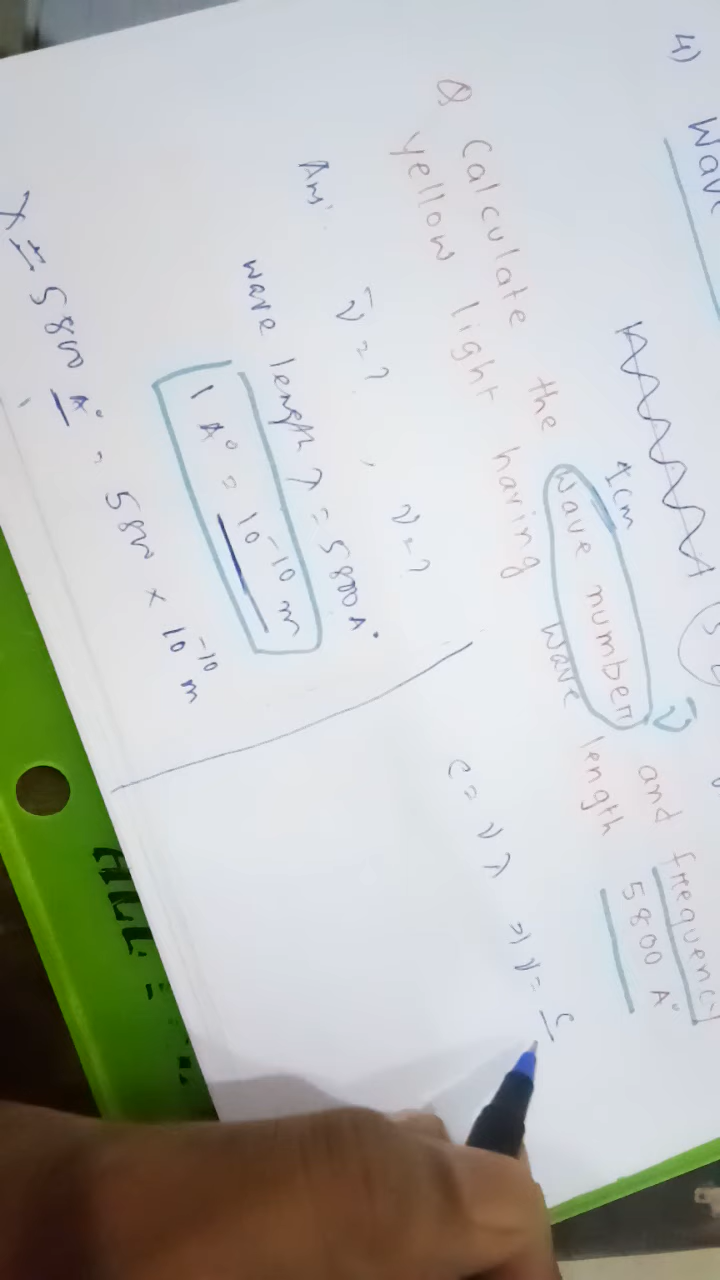 4) Wave
1cm
Q Calculate the wave number ν̄ and frequency
yellow light having wave length 5800 A°
Ans. ν̄ = ? , ν = ?
wave length λ = 5800 A°
1 A° = 10⁻¹⁰ m
λ = 5800 A° = 5800 × 10⁻¹⁰ m
c = νλ ⇒ ν = c